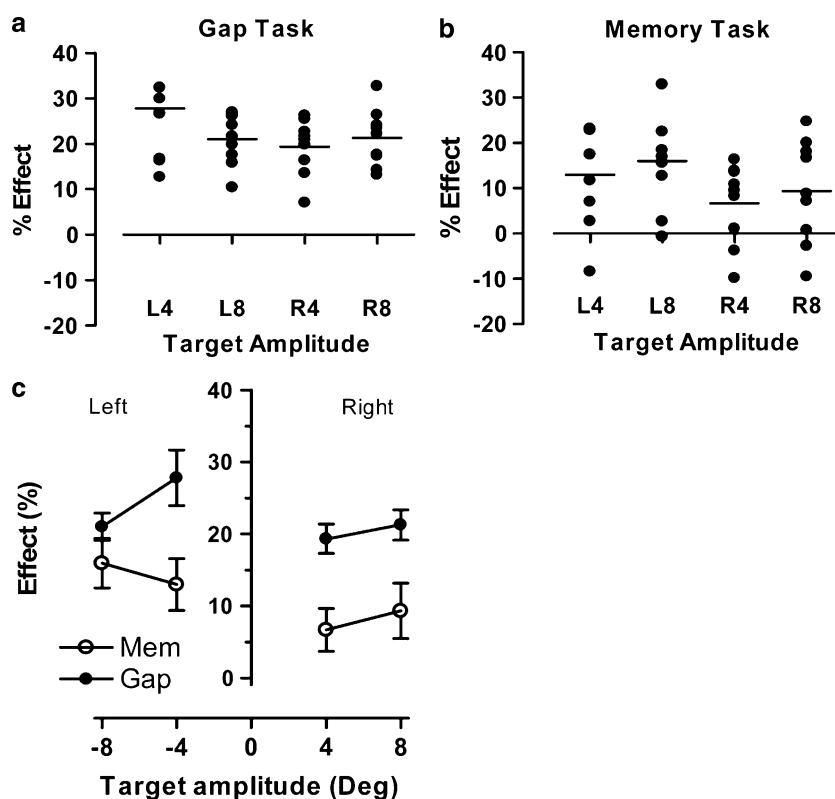 a
Gap Task
% Effect
40
30
20
10
0
-10
-20
L4 L8 R4 R8
Target Amplitude
b
Memory Task
% Effect
40
30
20
10
0
-10
-20
L4 L8 R4 R8
Target Amplitude
c
Left
Right
Effect (%)
40
30
20
10
0
Mem
Gap
-8 -4 0 4 8
Target amplitude (Deg)